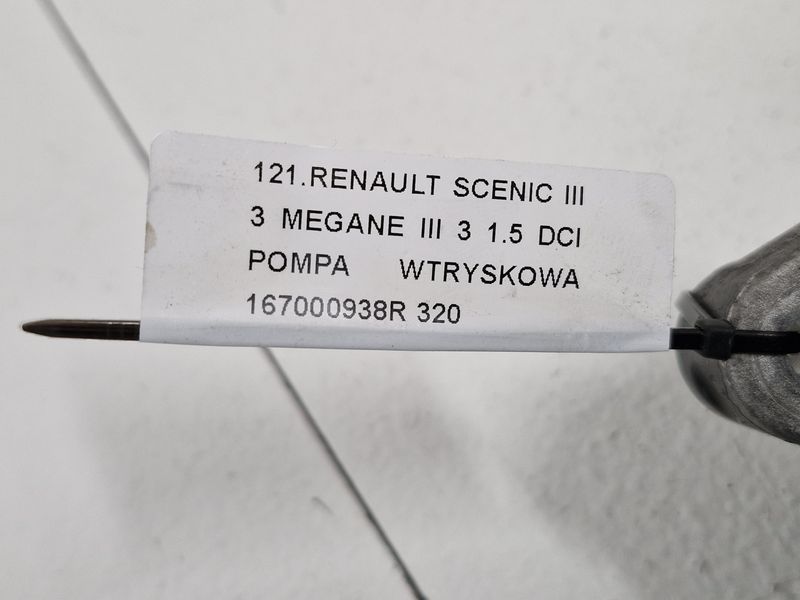 121.RENAULT SCENIC III
3 MEGANE III 3 1.5 DCI
POMPA WTRYSKOWA
167000938R 320